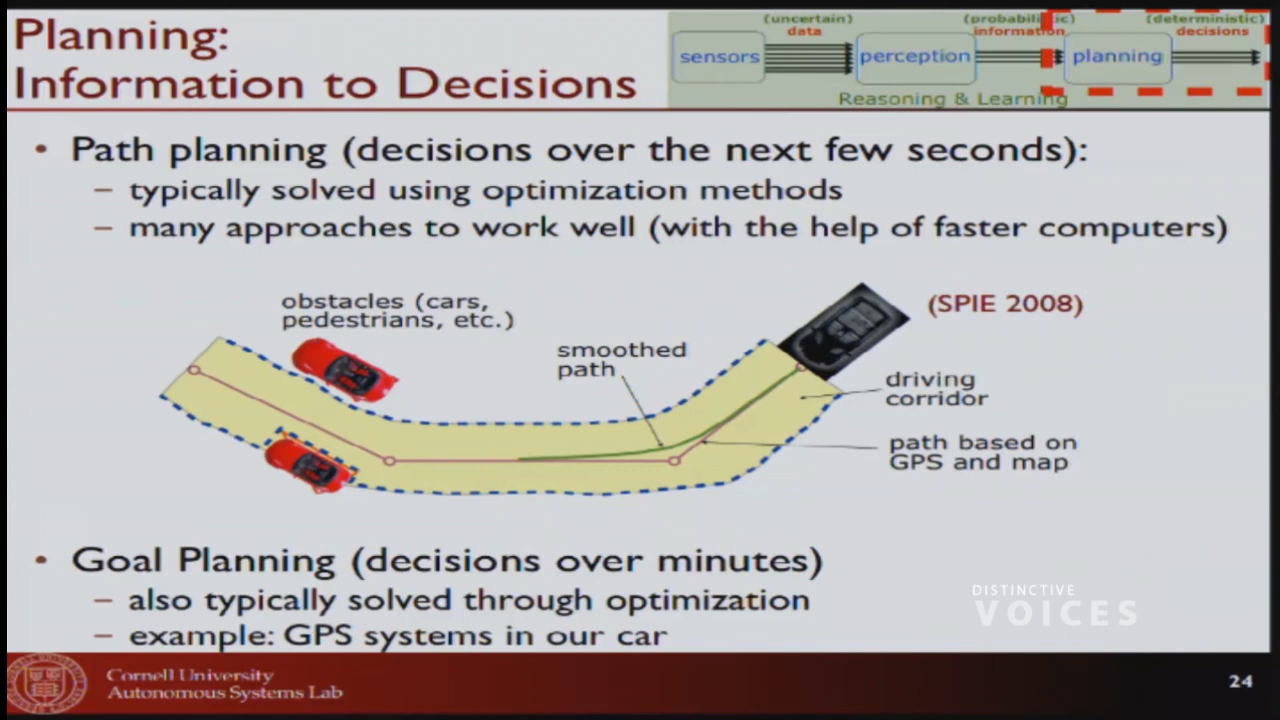 Planning:
Information to Decisions
(uncertain)
data
(probabilistic)
information
(deterministic)
decisions
sensors
perception
planning
Reasoning & Learning
• Path planning (decisions over the next few seconds):
– typically solved using optimization methods
– many approaches to work well (with the help of faster computers)
obstacles (cars,
pedestrians, etc.)
smoothed
path
(SPIE 2008)
driving
corridor
path based on
GPS and map
• Goal Planning (decisions over minutes)
– also typically solved through optimization
– example: GPS systems in our car
DISTINCTIVE
VOICES
Cornell University
Autonomous Systems Lab
24